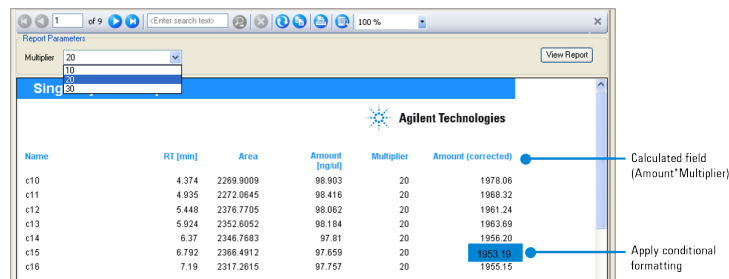 1 of 9 <Enter search text> 100 %
Report Parameters
Multiplier 20 View Report
10
20
30
Sing
Agilent Technologies
Name RT [min] Area Amount [ng/ul] Multiplier Amount (corrected)
c10 4.374 2269.9009 98.903 20 1978.06
c11 4.935 2272.0645 98.416 20 1968.32
c12 5.448 2376.7705 98.062 20 1961.24
c13 5.924 2352.6052 98.184 20 1963.69
c14 6.37 2346.7683 97.81 20 1956.20
c15 6.792 2366.4912 97.659 20 1953.19
c16 7.19 2317.2615 97.757 20 1955.15
Calculated field
(Amount*Multiplier)
Apply conditional
formatting